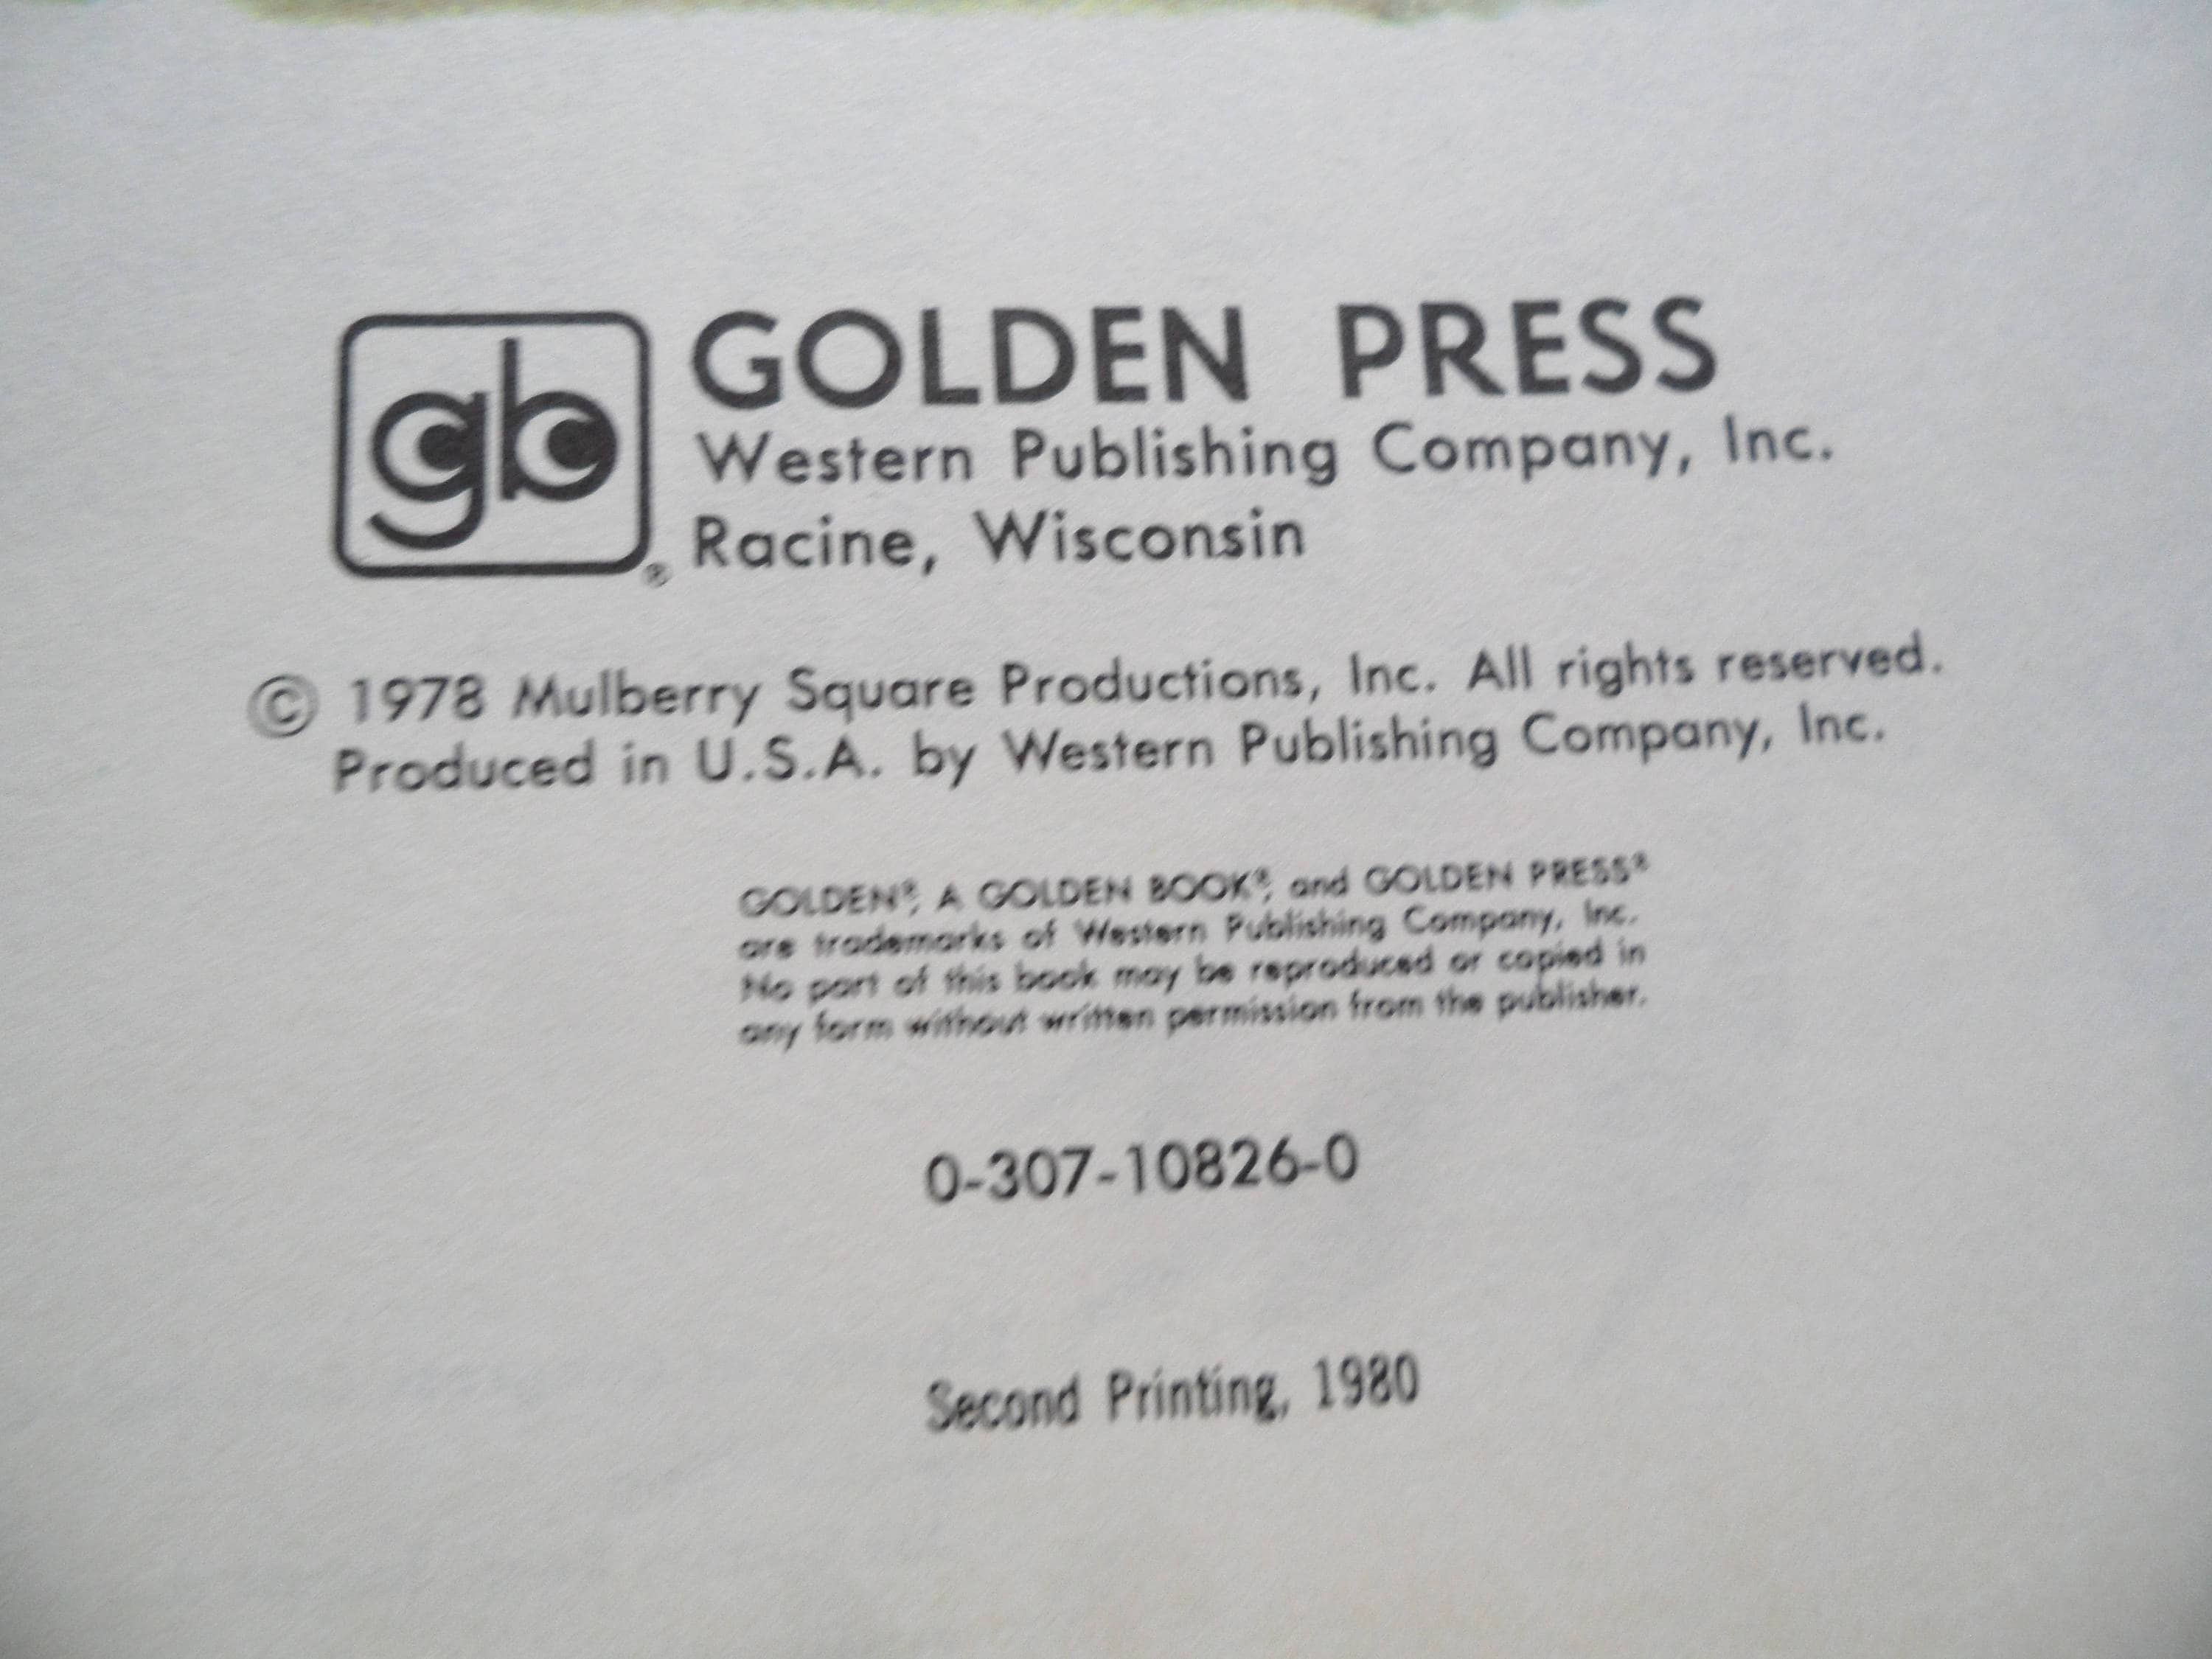 gb®
GOLDEN PRESS
Western Publishing Company, Inc.
Racine, Wisconsin
© 1978 Mulberry Square Productions, Inc. All rights reserved.
Produced in U.S.A. by Western Publishing Company, Inc.
GOLDEN®, A GOLDEN BOOK®, and GOLDEN PRESS®
are trademarks of Western Publishing Company, Inc.
No part of this book may be reproduced or copied in
any form without written permission from the publisher.
0-307-10826-0
Second Printing, 1980